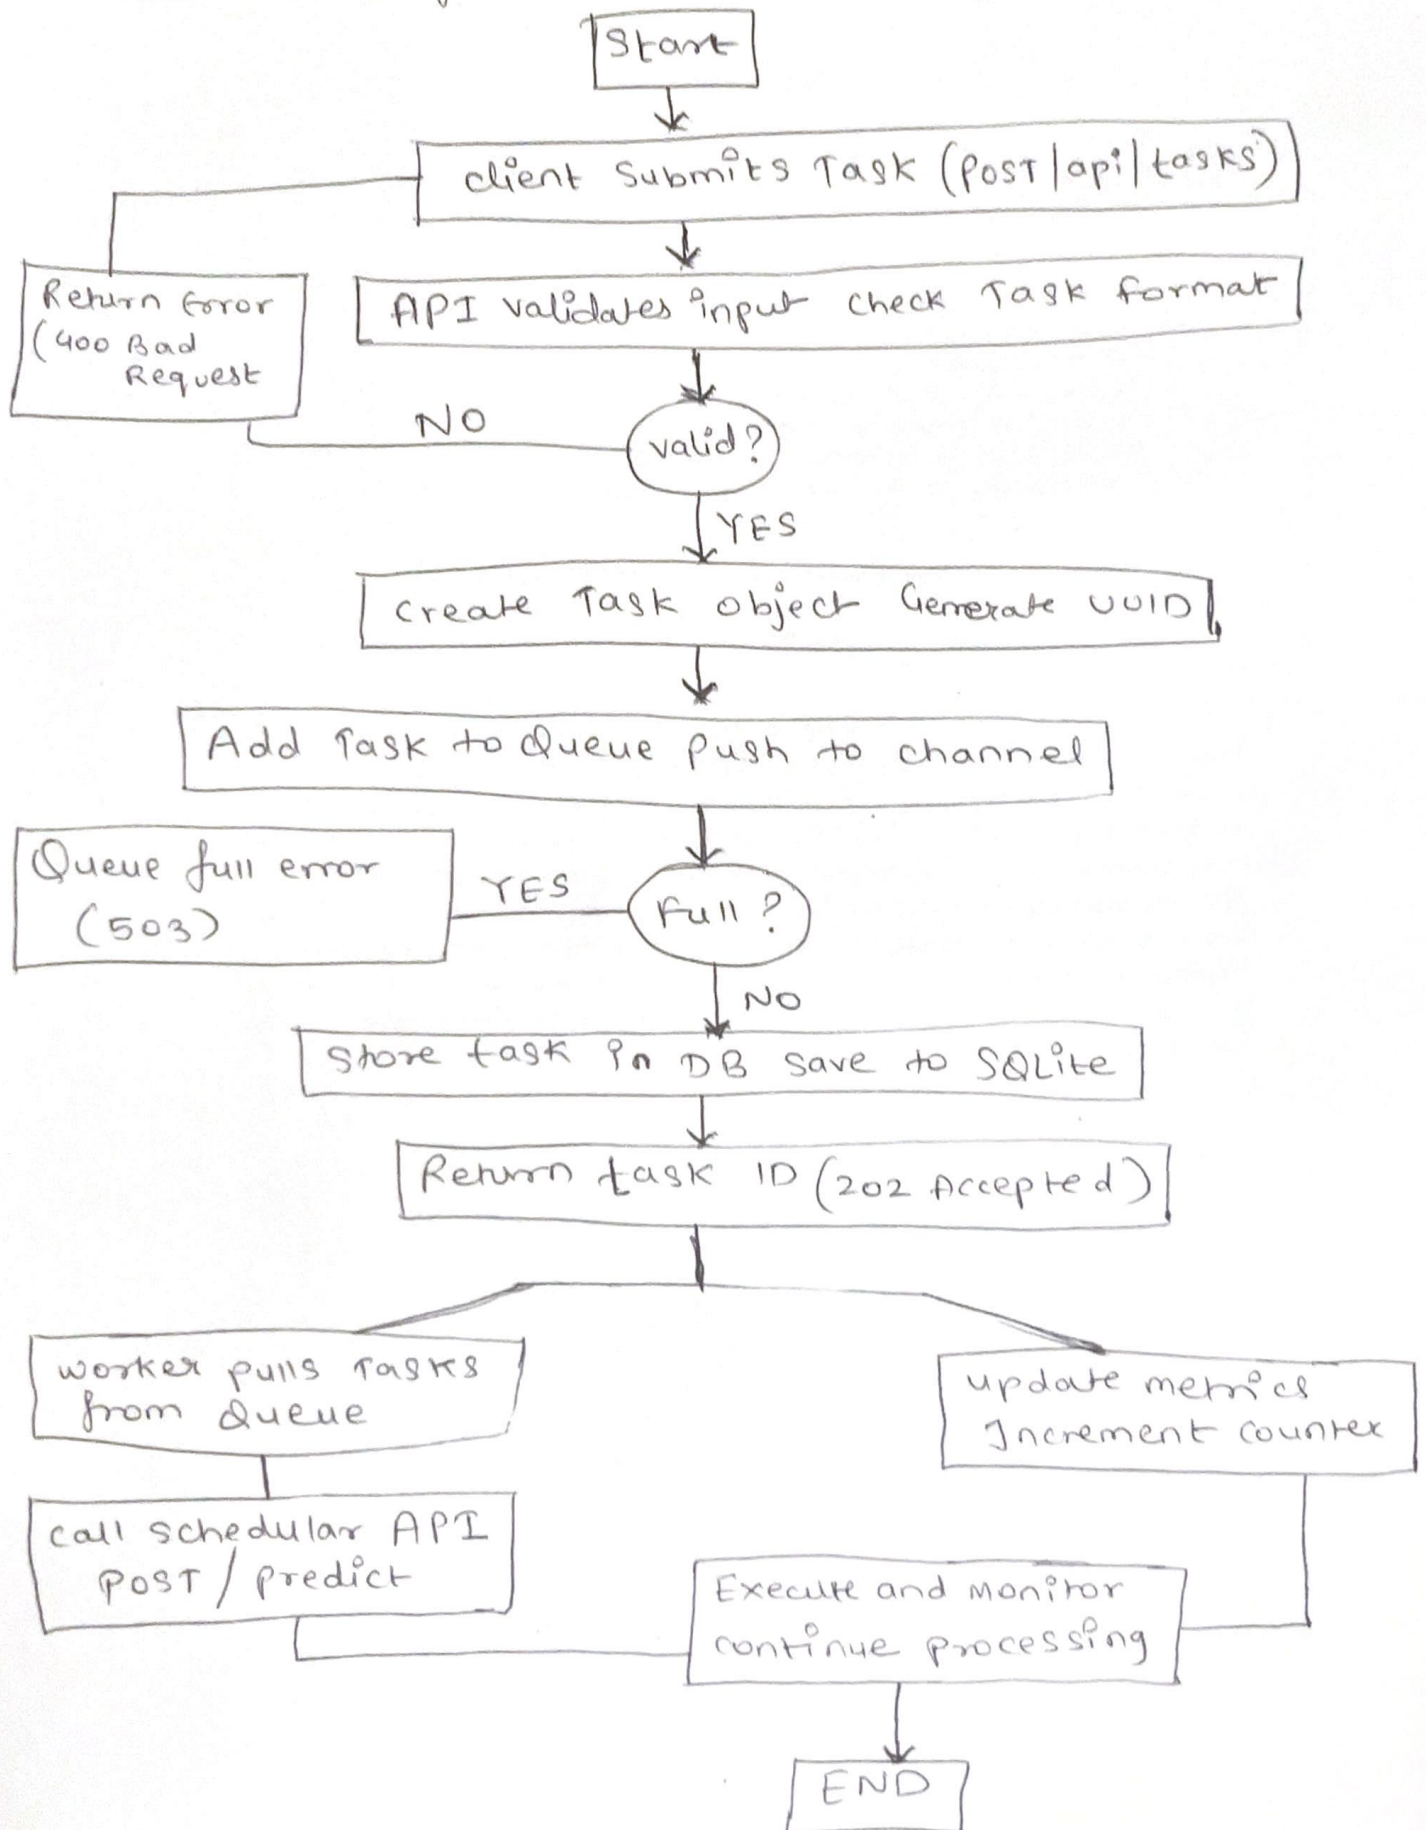 Start
client submits Task (POST/api/tasks)
Return Error
(400 Bad
Request
API validates input check Task format
NO
valid?
YES
create Task object Generate UUID
Add Task to Queue Push to channel
Queue full error
(503)
YES
Full ?
NO
Store task in DB save to SQLite
Return task ID (202 Accepted)
worker pulls Tasks
from Queue
update metrics
Increment counter
call schedular API
POST / predict
Execute and monitor
continue processing
END